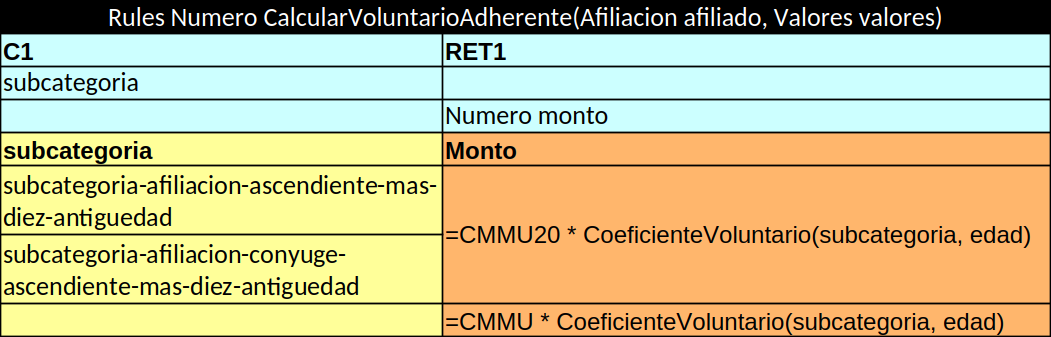 Rules Numero CalcularVoluntarioAdherente(Afiliacion afiliado, Valores valores)
C1 RET1
subcategoria
Numero monto
subcategoria Monto
subcategoria-afiliacion-ascendiente-mas-
diez-antiguedad
=CMMU20 * CoeficienteVoluntario(subcategoria, edad)
subcategoria-afiliacion-conyuge-
ascendiente-mas-diez-antiguedad
=CMMU * CoeficienteVoluntario(subcategoria, edad)